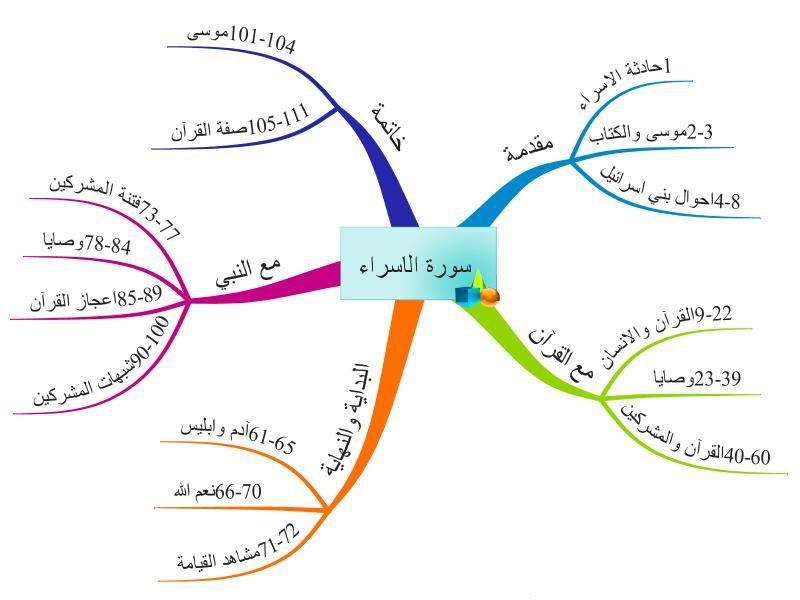 سورة الاسراء
مقدمة
1حادثة الاسراء
2-3موسى والكتاب
4-8احوال بني اسرائيل
مع القرآن
9-22القرآن والانسان
23-39وصايا
40-60القرآن والمشركين
البداية والنهاية
61-65آدم وابليس
66-70نعم الله
71-72مشاهد القيامة
مع النبي
73-77فتنة المشركين
78-84وصايا
85-89اعجاز القرآن
90-100شبهات المشركين
خاتمة
101-104موسى
105-111صفة القرآن